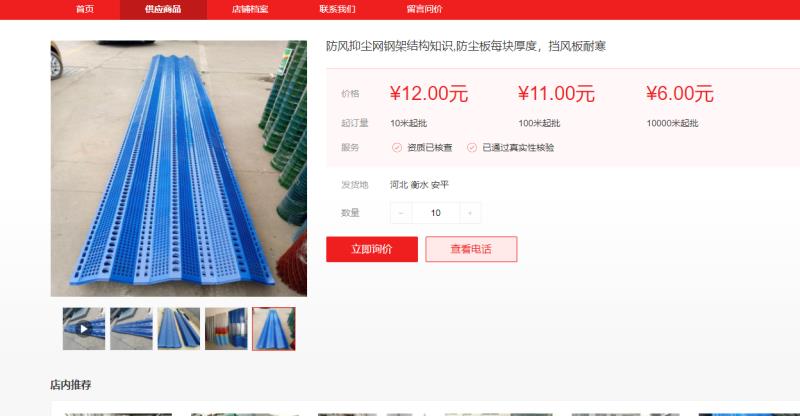 首页 供应商品 店铺档案 联系我们 留言问价
防风抑尘网钢架结构知识,防尘板每块厚度，挡风板耐寒
价格 ¥12.00元 ¥11.00元 ¥6.00元
起订量 10米起批 100米起批 10000米起批
服务 资质已核查 已通过真实性核验
发货地 河北 衡水 安平
数量 − 10 +
立即询价 查看电话
店内推荐